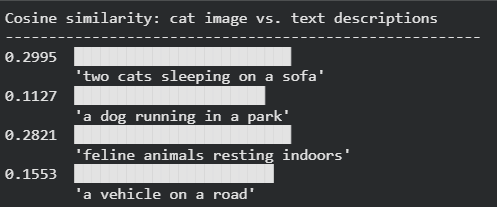 Cosine similarity: cat image vs. text descriptions
------------------------------------------------------------
0.2995
'two cats sleeping on a sofa'
0.1127
'a dog running in a park'
0.2821
'feline animals resting indoors'
0.1553
'a vehicle on a road'